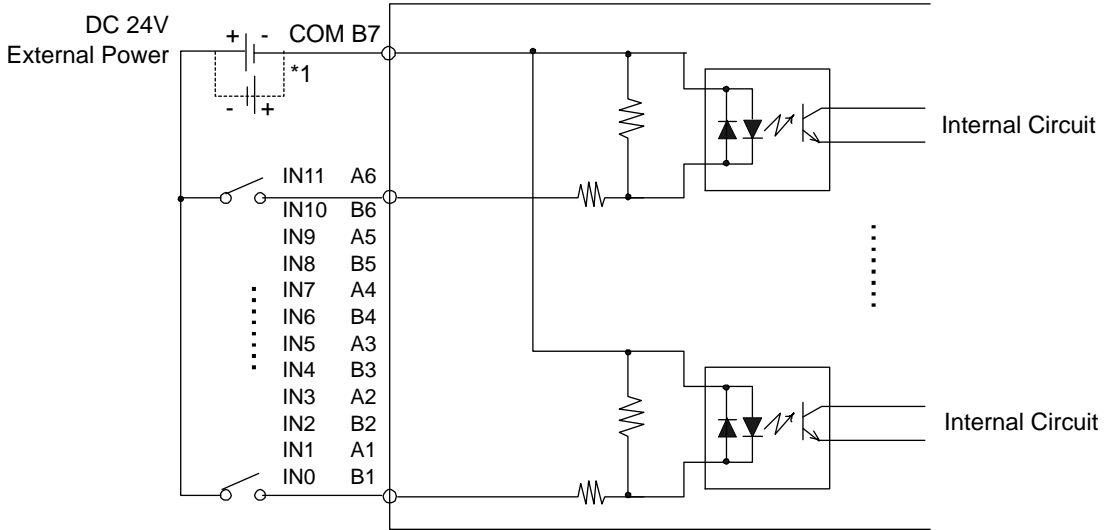 DC 24V
External Power
+ -
COM B7
*1
- +
Internal Circuit
IN11 A6
IN10 B6
IN9 A5
IN8 B5
IN7 A4
IN6 B4
IN5 A3
IN4 B3
IN3 A2
IN2 B2
IN1 A1
IN0 B1
Internal Circuit